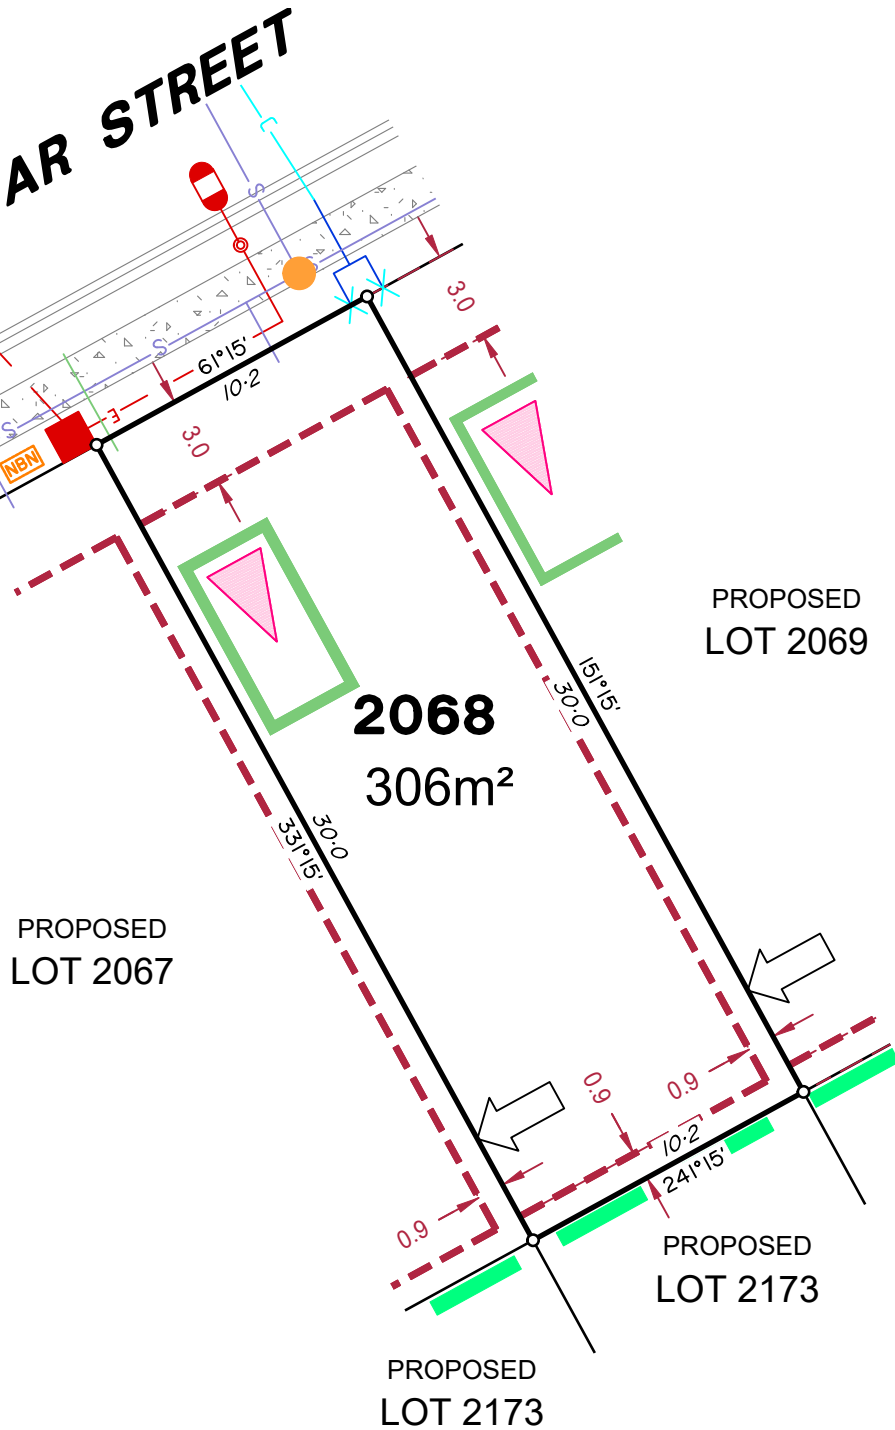 AR STREET
C
S
S
3.0
61°15'
10·2
S
E
S
NBN
3.0
PROPOSED
LOT 2069
151°15'
30·0
2068
306m²
30·0
331°15'
PROPOSED
LOT 2067
0.9
0.9
10·2
241°15'
0.9
PROPOSED
LOT 2173
PROPOSED
LOT 2173